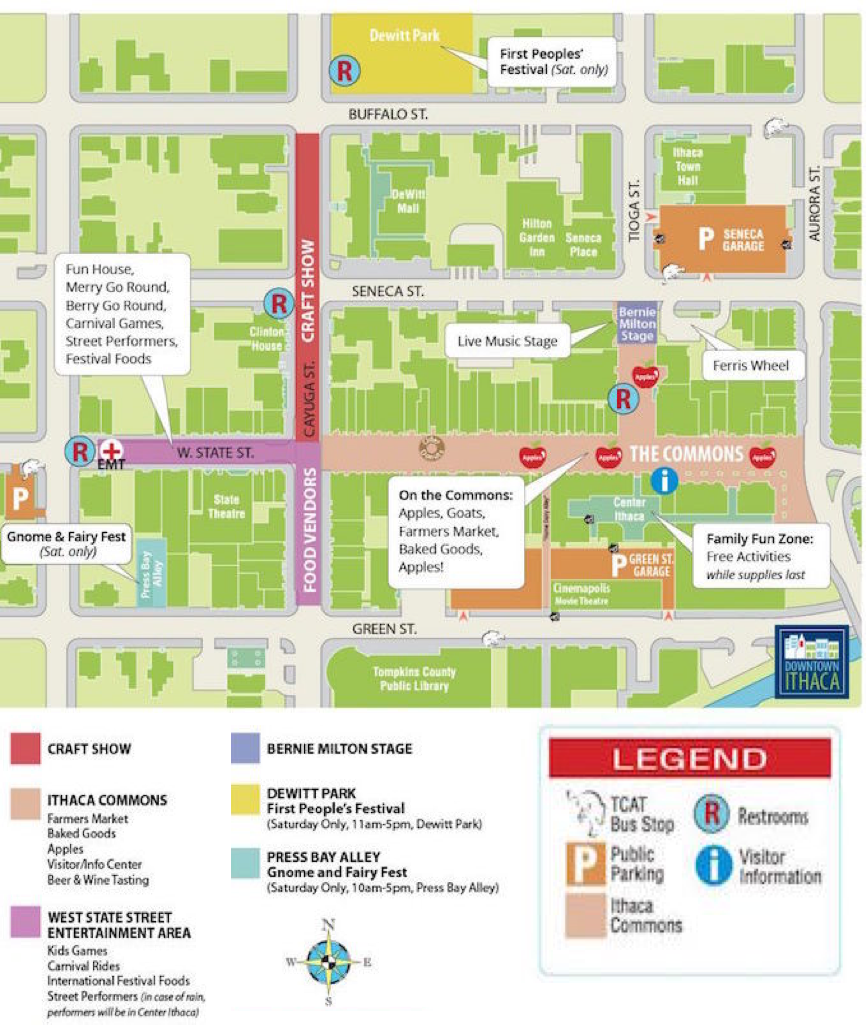 Dewitt Park
First Peoples'
Festival (Sat. only)
R
BUFFALO ST.
Ithaca
Town
Hall
DeWitt
Mall
TIOGA ST.
AURORA ST.
P SENECA
GARAGE
Hilton
Garden
Inn
Seneca
Place
CRAFT SHOW
Fun House,
Merry Go Round,
Berry Go Round,
Carnival Games,
Street Performers,
Festival Foods
SENECA ST.
R
Clinton
House
Bernie
Milton
Stage
Live Music Stage
Ferris Wheel
Apples
R
CAYUGA ST.
R
EMT
W. STATE ST.
Apples
Apples
THE COMMONS
Apples
i
P
State
Theatre
FOOD VENDORS
On the Commons:
Apples, Goats,
Farmers Market,
Baked Goods,
Apples!
Center
Ithaca
Gnome & Fairy Fest
(Sat. only)
Press Bay
Alley
Family Fun Zone:
Free Activities
while supplies last
P GREEN ST.
GARAGE
Cinemapolis
Movie Theatre
GREEN ST.
Tompkins County
Public Library
DOWNTOWN
ITHACA
CRAFT SHOW
ITHACA COMMONS
Farmers Market
Baked Goods
Apples
Visitor/Info Center
Beer & Wine Tasting
WEST STATE STREET
ENTERTAINMENT AREA
Kids Games
Carnival Rides
International Festival Foods
Street Performers (in case of rain,
performers will be in Center Ithaca)
BERNIE MILTON STAGE
DEWITT PARK
First People's Festival
(Saturday Only, 11am-5pm, Dewitt Park)
PRESS BAY ALLEY
Gnome and Fairy Fest
(Saturday Only, 10am-5pm, Press Bay Alley)
N
W
E
S
LEGEND
TCAT
Bus Stop
R Restrooms
P Public
Parking
i Visitor
Information
Ithaca
Commons